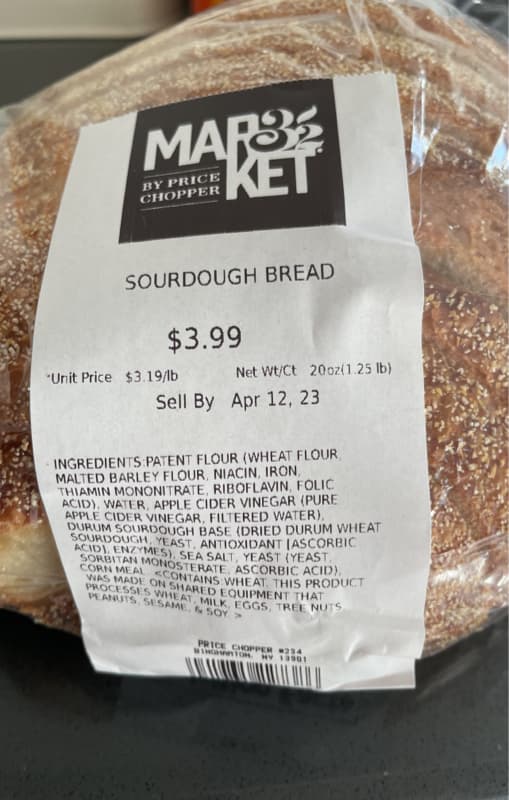 MAR32
KET
BY PRICE
CHOPPER
SOURDOUGH BREAD
$3.99
*Unit Price $3.19/lb Net Wt/Ct 20oz(1.25 lb)
Sell By Apr 12, 23
INGREDIENTS:PATENT FLOUR (WHEAT FLOUR,
MALTED BARLEY FLOUR, NIACIN, IRON,
THIAMIN MONONITRATE, RIBOFLAVIN, FOLIC
ACID), WATER, APPLE CIDER VINEGAR (PURE
APPLE CIDER VINEGAR, FILTERED WATER),
DURUM SOURDOUGH BASE (DRIED DURUM WHEAT
SOURDOUGH, YEAST, ANTIOXIDANT [ASCORBIC
ACID], ENZYMES), SEA SALT, YEAST (YEAST,
SORBITAN MONOSTERATE, ASCORBIC ACID),
CORN MEAL <CONTAINS:WHEAT. THIS PRODUCT
WAS MADE ON SHARED EQUIPMENT THAT
PROCESSES WHEAT, MILK, EGGS, TREE NUTS,
PEANUTS, SESAME, & SOY >
PRICE CHOPPER #234
BINGHAMTON, NY 13901